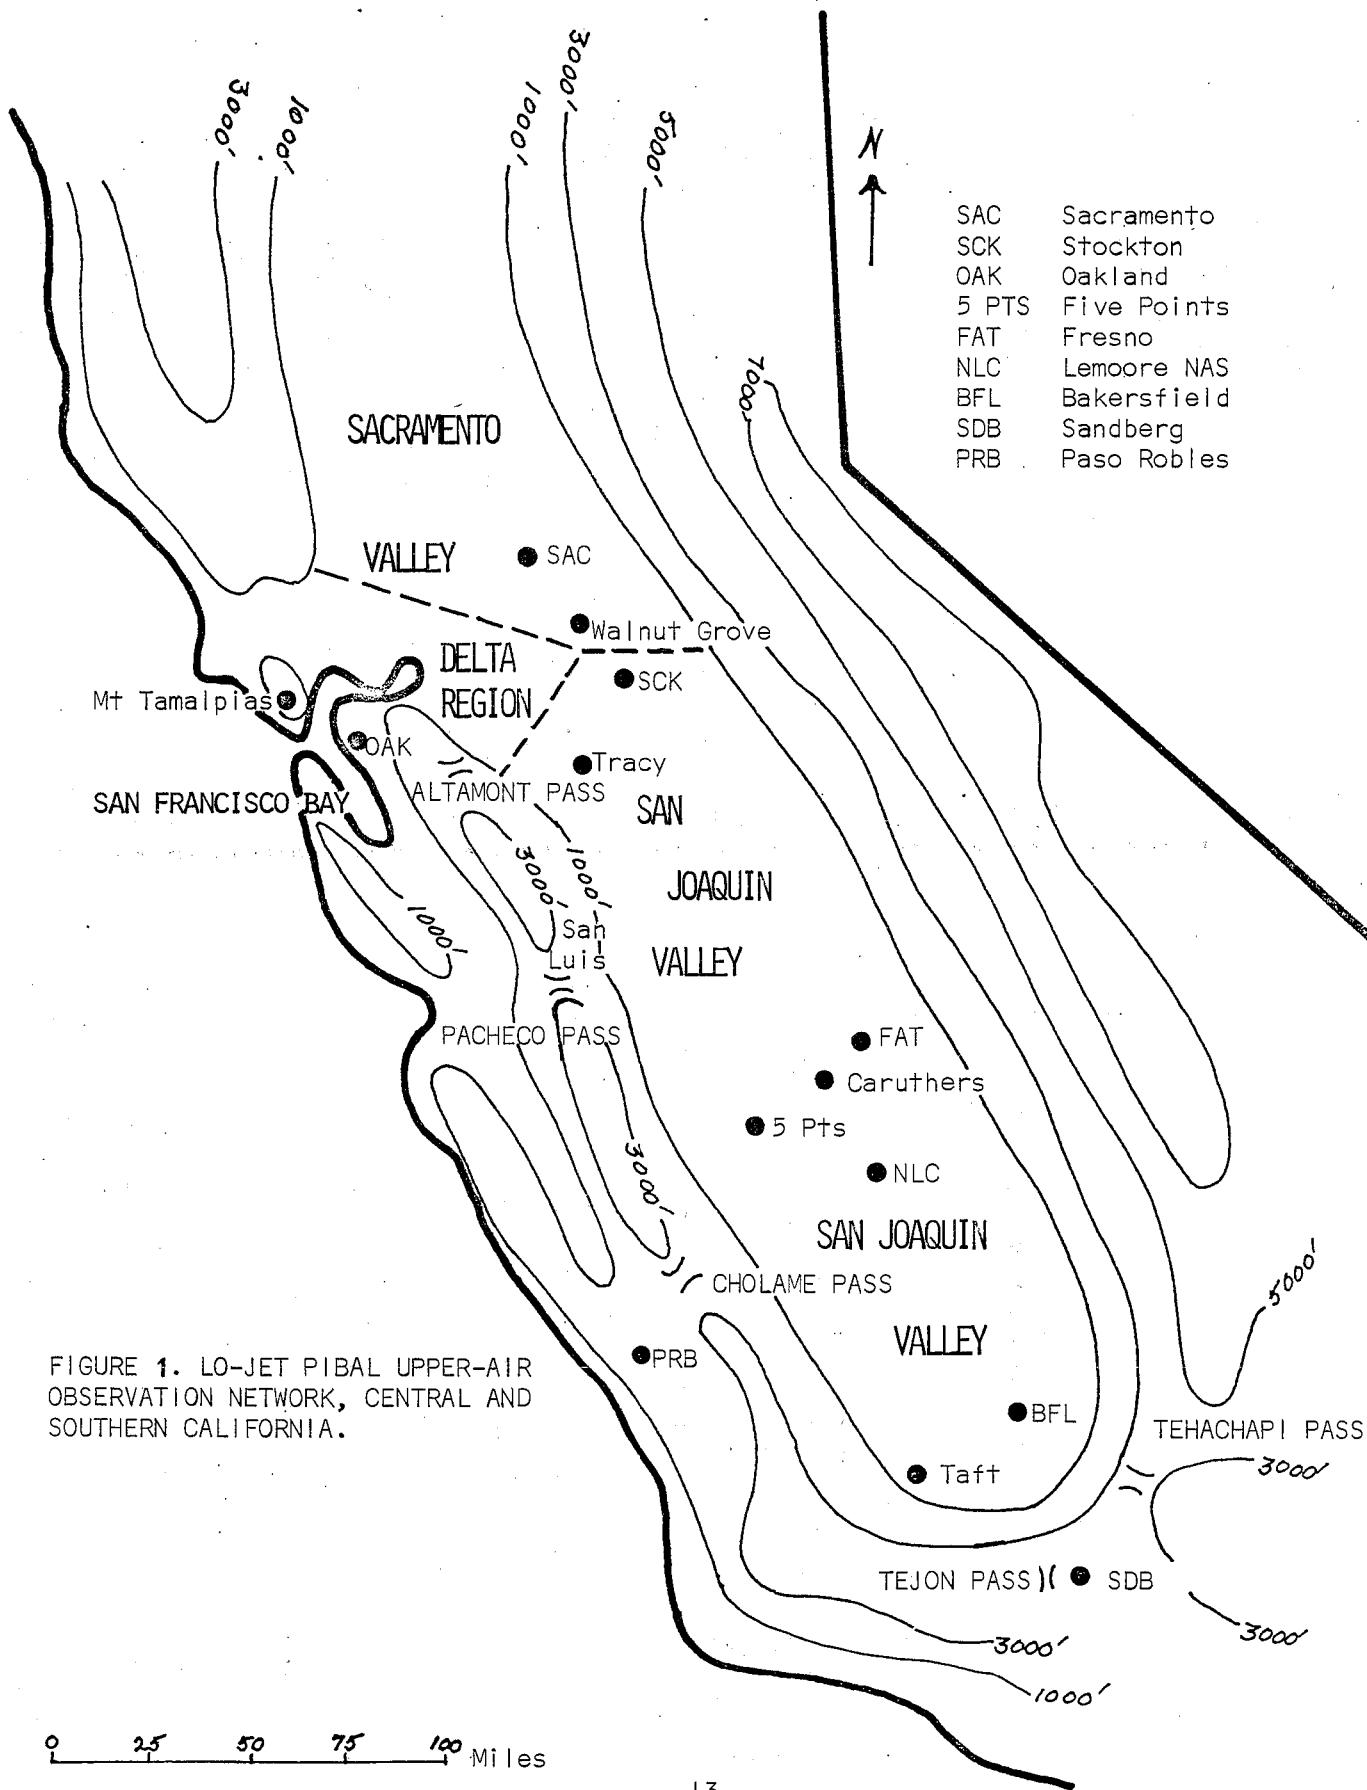 3000'
1000'
1000'
3000'
5000'
N
SAC Sacramento
SCK Stockton
OAK Oakland
5 PTS Five Points
FAT Fresno
NLC Lemoore NAS
BFL Bakersfield
SDB Sandberg
PRB Paso Robles
7000'
SACRAMENTO
VALLEY
SAC
Walnut Grove
DELTA
REGION
SCK
Mt Tamalpias
OAK
Tracy
ALTAMONT PASS
SAN FRANCISCO BAY
SAN
JOAQUIN
VALLEY
3000'
1000'
1000'
San
Luis
PACHECO PASS
FAT
Caruthers
5 Pts
NLC
3000'
SAN JOAQUIN
VALLEY
CHOLAME PASS
5000'
PRB
FIGURE 1. LO-JET PIBAL UPPER-AIR
OBSERVATION NETWORK, CENTRAL AND
SOUTHERN CALIFORNIA.
BFL
TEHACHAPI PASS
Taft
3000'
TEJON PASS
SDB
3000'
3000'
1000'
0 25 50 75 100 Miles
13